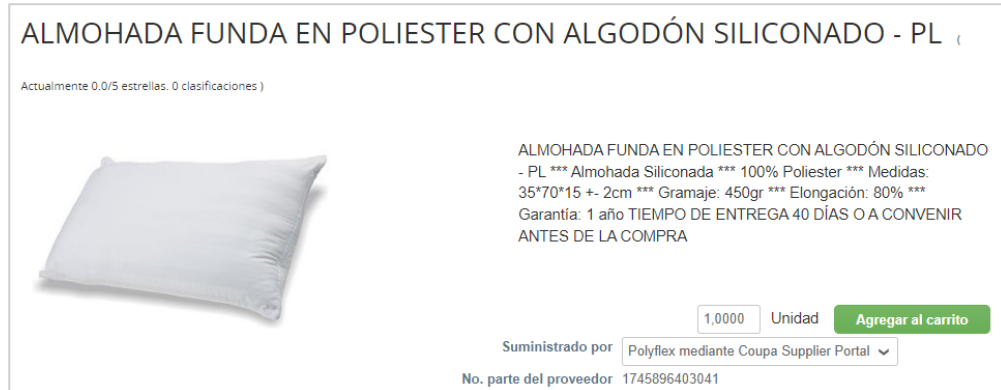 ALMOHADA FUNDA EN POLIESTER CON ALGODÓN SILICONADO - PL (
Actualmente 0.0/5 estrellas. 0 clasificaciones )
ALMOHADA FUNDA EN POLIESTER CON ALGODÓN SILICONADO
- PL *** Almohada Siliconada *** 100% Poliester *** Medidas:
35*70*15 +- 2cm *** Gramaje: 450gr *** Elongación: 80% ***
Garantía: 1 año TIEMPO DE ENTREGA 40 DÍAS O A CONVENIR
ANTES DE LA COMPRA
1,0000 Unidad Agregar al carrito
Suministrado por Polyflex mediante Coupa Supplier Portal
No. parte del proveedor 1745896403041